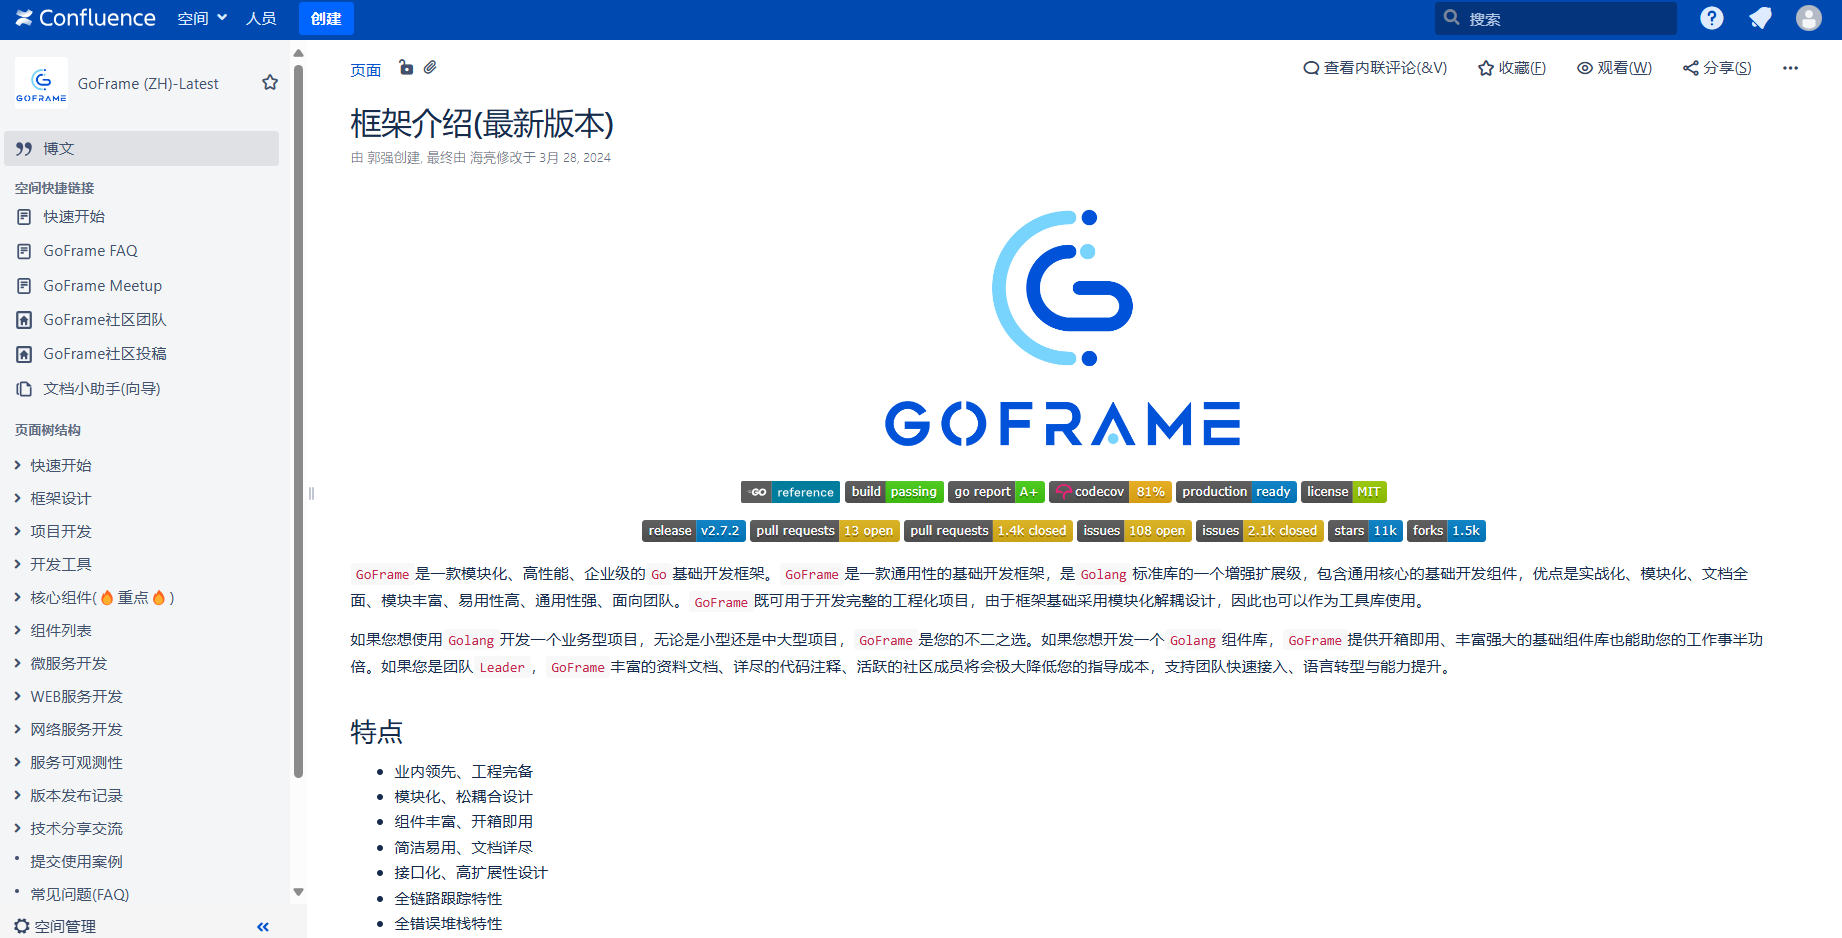 Confluence 空间 人员 创建 搜索
GOFRAME
GoFrame (ZH)-Latest
博文
空间快捷链接
快速开始
GoFrame FAQ
GoFrame Meetup
GoFrame社区团队
GoFrame社区投稿
文档小助手(向导)
页面树结构
快速开始
框架设计
项目开发
开发工具
核心组件(🔥重点🔥)
组件列表
微服务开发
WEB服务开发
网络服务开发
服务可观测性
版本发布记录
技术分享交流
提交使用案例
常见问题(FAQ)
空间管理
页面 查看内联评论(&V) 收藏(F) 观看(W) 分享(S)
框架介绍(最新版本)
由 郭强创建, 最终由 海亮修改于 3月 28, 2024
GOFRAME
GO reference build passing go report A+ codecov 81% production ready license MIT
release v2.7.2 pull requests 13 open pull requests 1.4k closed issues 108 open issues 2.1k closed stars 11k forks 1.5k
GoFrame 是一款模块化、高性能、企业级的 Go 基础开发框架。 GoFrame 是一款通用性的基础开发框架，是 Golang 标准库的一个增强扩展级，包含通用核心的基础开发组件，优点是实战化、模块化、文档全
面、模块丰富、易用性高、通用性强、面向团队。 GoFrame 既可用于开发完整的工程化项目，由于框架基础采用模块化解耦设计，因此也可以作为工具库使用。
如果您想使用 Golang 开发一个业务型项目，无论是小型还是中大型项目， GoFrame 是您的不二之选。如果您想开发一个 Golang 组件库， GoFrame 提供开箱即用、丰富强大的基础组件库也能助您的工作事半功
倍。如果您是团队 Leader ， GoFrame 丰富的资料文档、详尽的代码注释、活跃的社区成员将会极大降低您的指导成本，支持团队快速接入、语言转型与能力提升。
特点
• 业内领先、工程完备
• 模块化、松耦合设计
• 组件丰富、开箱即用
• 简洁易用、文档详尽
• 接口化、高扩展性设计
• 全链路跟踪特性
• 全错误堆栈特性